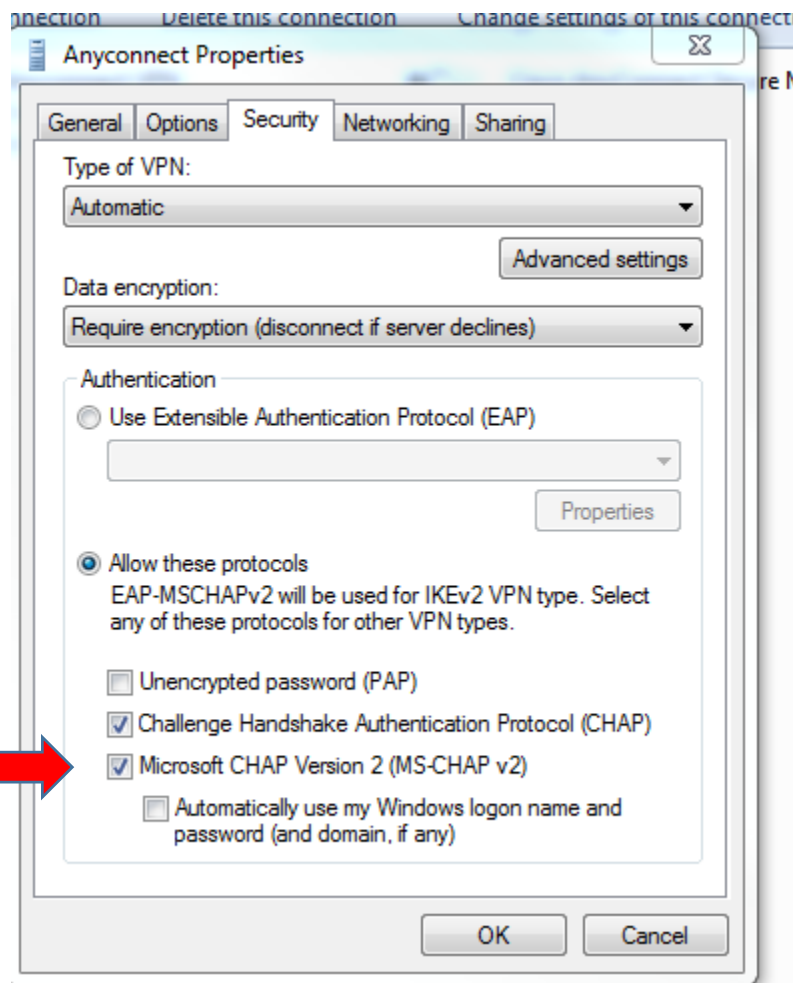 Delete this connection Change settings of this
Anyconnect Properties
General Options Security Networking Sharing
Type of VPN:
Automatic
Advanced settings
Data encryption:
Require encryption (disconnect if server declines)
Authentication
Use Extensible Authentication Protocol (EAP)
Properties
Allow these protocols
EAP-MSCHAPv2 will be used for IKEv2 VPN type. Select
any of these protocols for other VPN types.
Unencrypted password (PAP)
Challenge Handshake Authentication Protocol (CHAP)
Microsoft CHAP Version 2 (MS-CHAP v2)
Automatically use my Windows logon name and
password (and domain, if any)
OK Cancel